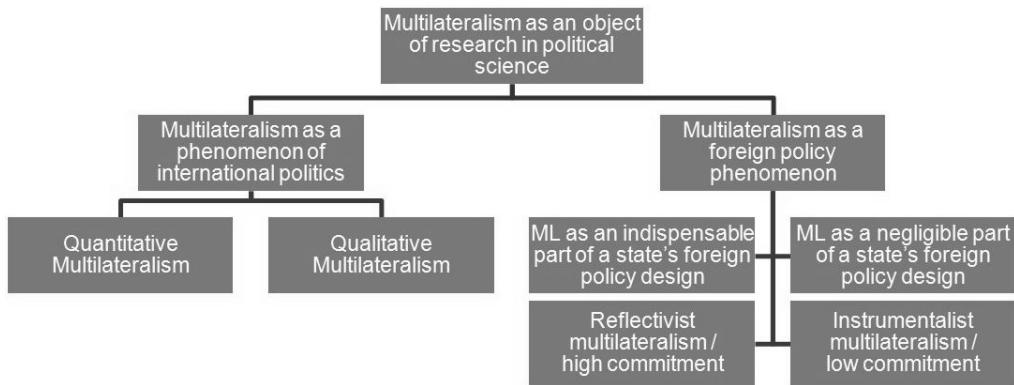 Multilateralism as an object
of research in political
science
Multilateralism as a
phenomenon of
international politics
Multilateralism as a
foreign policy
phenomenon
Quantitative
Multilateralism
Qualitative
Multilateralism
ML as an indispensable
part of a state’s foreign
policy design
ML as a negligible part
of a state’s foreign
policy design
Reflectivist
multilateralism /
high commitment
Instrumentalist
multilateralism /
low commitment